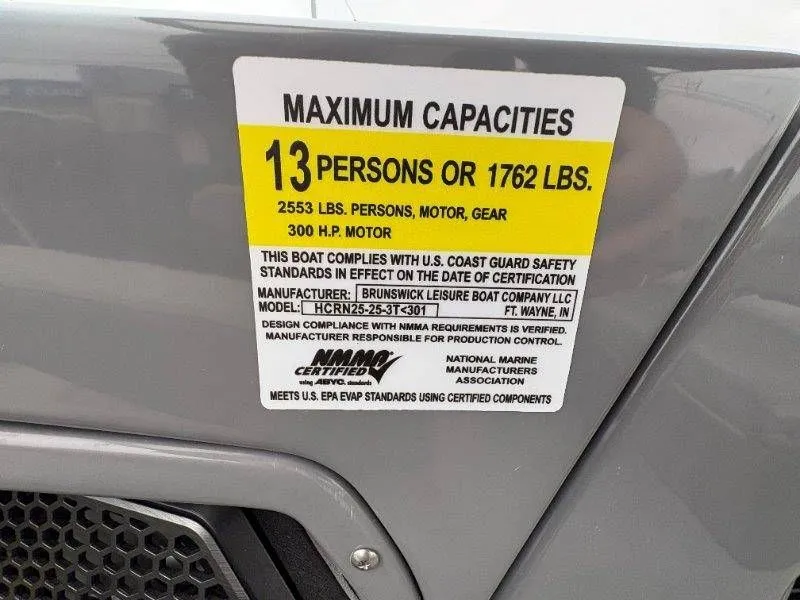 MAXIMUM CAPACITIES
13 PERSONS OR 1762 LBS.
2553 LBS. PERSONS, MOTOR, GEAR
300 H.P. MOTOR
THIS BOAT COMPLIES WITH U.S. COAST GUARD SAFETY
STANDARDS IN EFFECT ON THE DATE OF CERTIFICATION
MANUFACTURER: BRUNSWICK LEISURE BOAT COMPANY LLC
MODEL: HCRN25-25-3T<301 FT. WAYNE, IN
DESIGN COMPLIANCE WITH NMMA REQUIREMENTS IS VERIFIED.
MANUFACTURER RESPONSIBLE FOR PRODUCTION CONTROL.
NMMA
CERTIFIED
using ABYC. standards
NATIONAL MARINE
MANUFACTURERS
ASSOCIATION
MEETS U.S. EPA EVAP STANDARDS USING CERTIFIED COMPONENTS